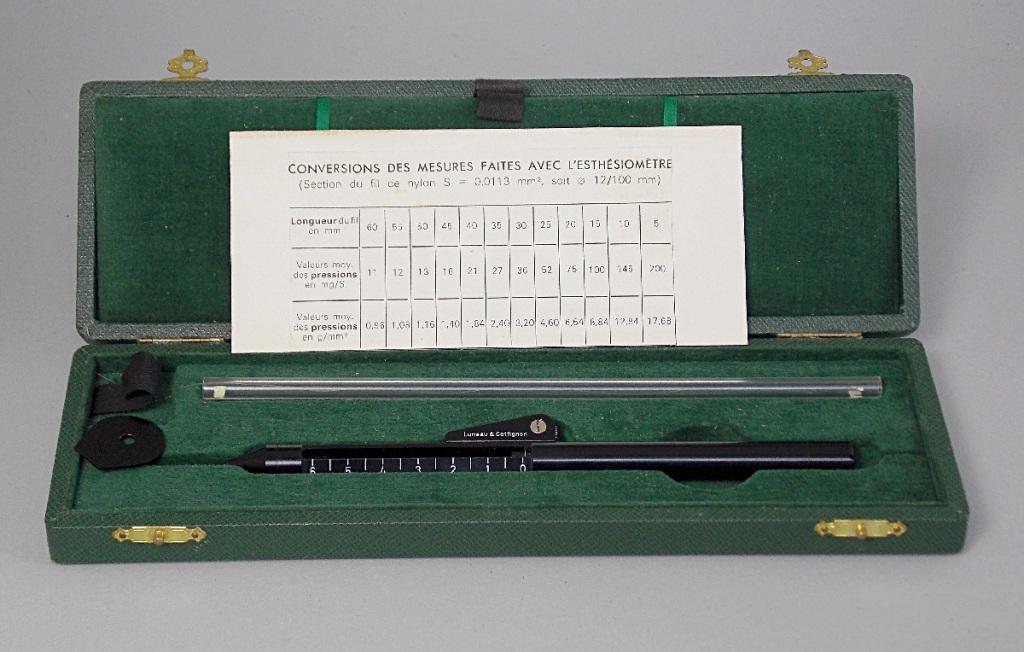 CONVERSIONS DES MESURES FAITES AVEC L'ESTHÉSIOMÈTRE
(Section du fil de nylon S = 0,0113 mm², soit ⌀ 12/100 mm)
Longueur du fil en mm 60 55 50 45 40 35 30 25 20 15 10 5
Valeurs moy. des pressions en mg/S 11 12 13 16 21 27 36 52 75 100 145 200
Valeurs moy. des pressions en g/mm² 0,96 1,06 1,16 1,40 1,84 2,40 3,20 4,60 6,64 8,84 12,84 17,68
Luneau & Coffignon
6 5 4 3 2 1 0